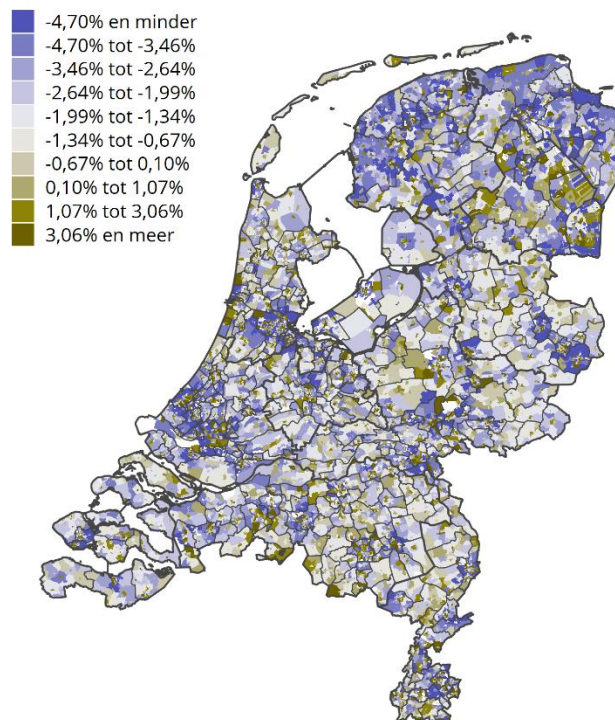 -4,70% en minder
-4,70% tot -3,46%
-3,46% tot -2,64%
-2,64% tot -1,99%
-1,99% tot -1,34%
-1,34% tot -0,67%
-0,67% tot 0,10%
0,10% tot 1,07%
1,07% tot 3,06%
3,06% en meer